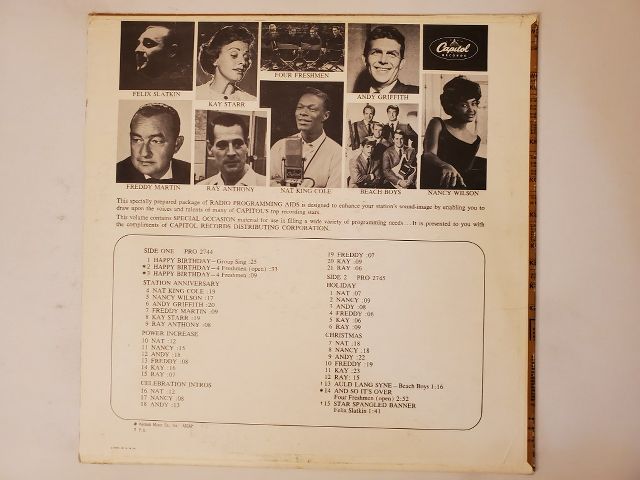 FELIX SLATKIN
KAY STARR
FOUR FRESHMEN
ANDY GRIFFITH
Capitol
RECORDS
FREDDY MARTIN
RAY ANTHONY
NAT KING COLE
BEACH BOYS
NANCY WILSON
This specially prepared package of RADIO PROGRAMMING AIDS is designed to enhance your station's sound-image by enabling you to
draw upon the voices and talents of many of CAPITOL'S top recording stars.
This volume contains SPECIAL OCCASION material for use in filling a wide variety of programming needs... It is presented to you with
the compliments of CAPITOL RECORDS DISTRIBUTING CORPORATION.
SIDE ONE PRO 2744
1 HAPPY BIRTHDAY—Group Sing :25
*2 HAPPY BIRTHDAY—4 Freshmen (open) :33
*3 HAPPY BIRTHDAY—4 Freshmen :09
STATION ANNIVERSARY
4 NAT KING COLE :15
5 NANCY WILSON :17
6 ANDY GRIFFITH :20
7 FREDDY MARTIN :09
8 KAY STARR :19
9 RAY ANTHONY :08
POWER INCREASE
10 NAT :12
11 NANCY :15
12 ANDY :18
13 FREDDY :08
14 KAY :16
15 RAY :07
CELEBRATION INTROS
16 NAT :12
17 NANCY :08
18 ANDY :13
19 FREDDY :07
20 KAY :09
21 RAY :06
SIDE 2 PRO-2745
HOLIDAY
1 NAT :07
2 NANCY :09
3 ANDY :08
4 FREDDY :06
5 KAY :06
6 RAY :09
CHRISTMAS
7 NAT :18
8 NANCY :18
9 ANDY :22
10 FREDDY :19
11 KAY :23
12 RAY :15
†13 AULD LANG SYNE—Beach Boys 1:16
*14 AND SO IT'S OVER
Four Freshmen (open) 2:52
†15 STAR SPANGLED BANNER
Felix Slatkin 1:41
Music Co., Inc. ASCAP
† P.D.